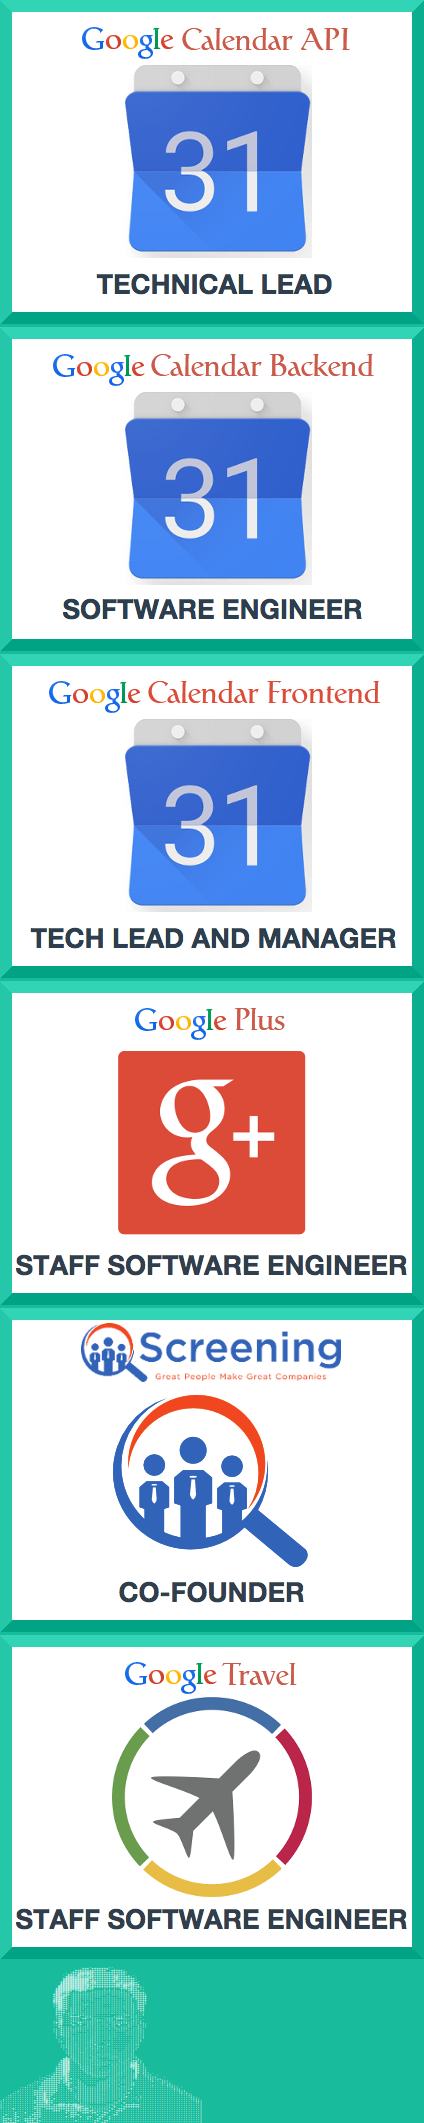 Google Calendar API
31
TECHNICAL LEAD
Google Calendar Backend
31
SOFTWARE ENGINEER
Google Calendar Frontend
31
TECH LEAD AND MANAGER
Google Plus
g+
STAFF SOFTWARE ENGINEER
Screening
Great People Make Great Companies
CO-FOUNDER
Google Travel
STAFF SOFTWARE ENGINEER